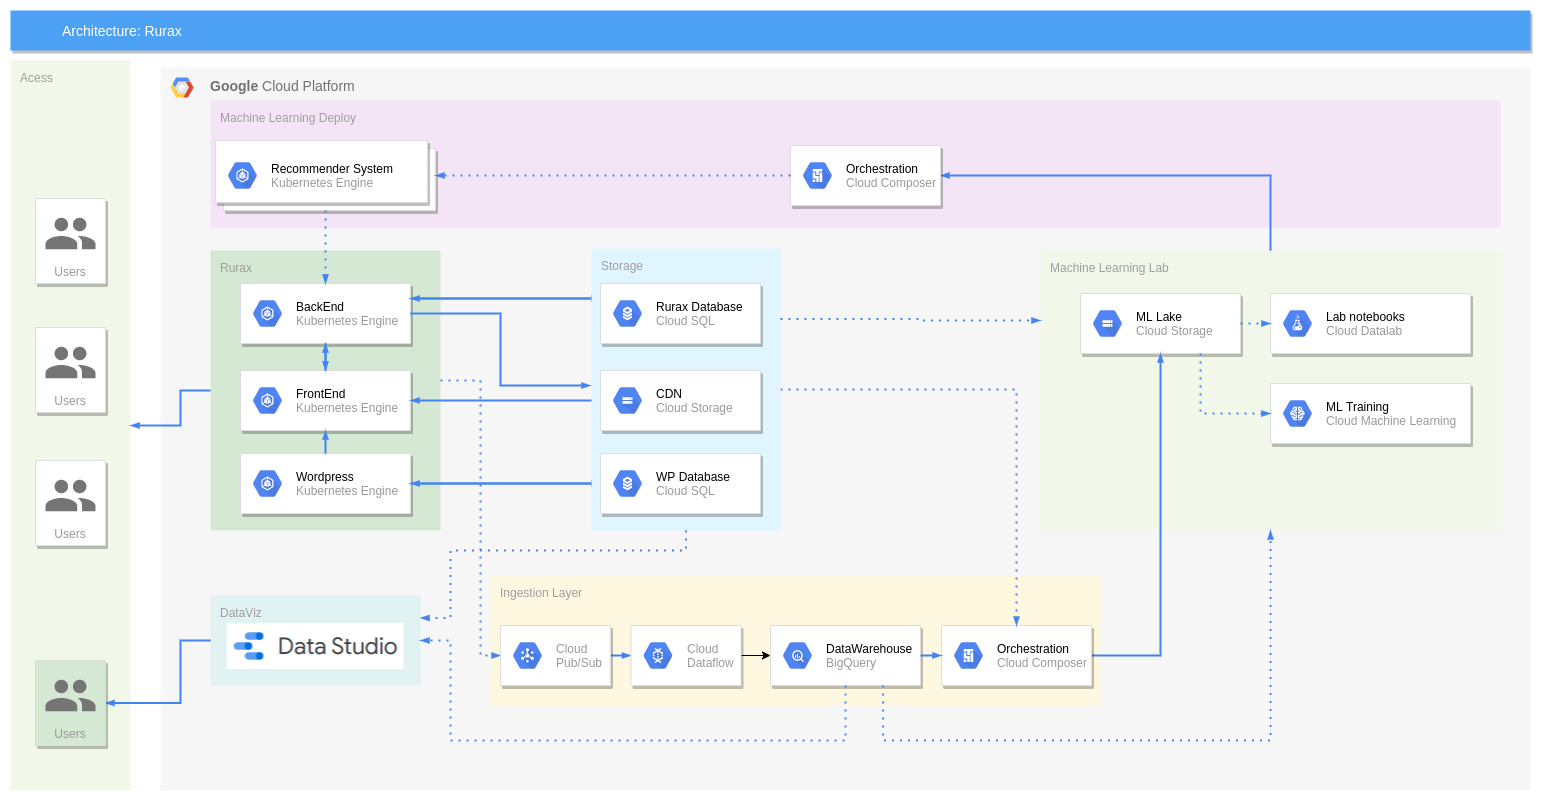 Architecture: Rurax
Acess
Users
Users
Users
Users
Google Cloud Platform
Machine Learning Deploy
Recommender System
Kubernetes Engine
Orchestration
Cloud Composer
Rurax
BackEnd
Kubernetes Engine
FrontEnd
Kubernetes Engine
Wordpress
Kubernetes Engine
Storage
Rurax Database
Cloud SQL
CDN
Cloud Storage
WP Database
Cloud SQL
Machine Learning Lab
ML Lake
Cloud Storage
Lab notebooks
Cloud Datalab
ML Training
Cloud Machine Learning
DataViz
Data Studio
Ingestion Layer
Cloud
Pub/Sub
Cloud
Dataflow
DataWarehouse
BigQuery
Orchestration
Cloud Composer